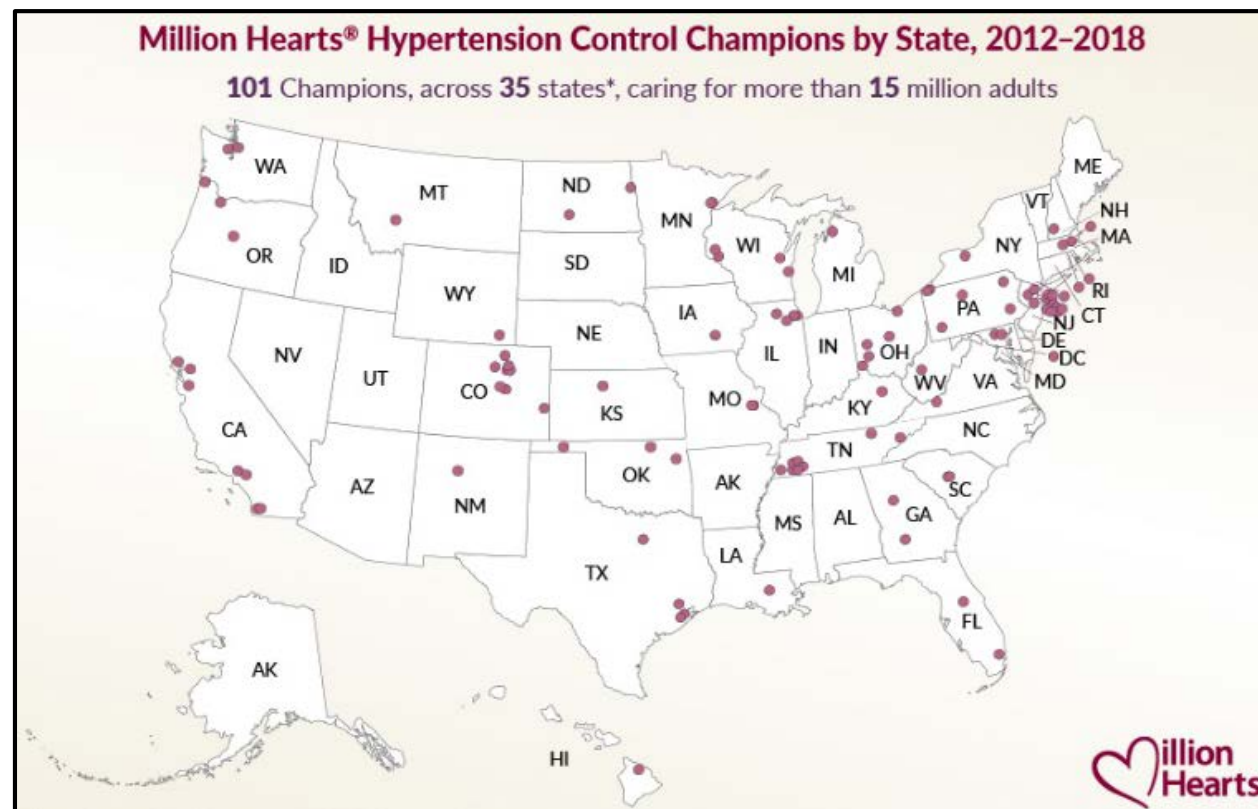 Million Hearts® Hypertension Control Champions by State, 2012–2018
101 Champions, across 35 states*, caring for more than 15 million adults
WA
MT
ND
MN
WI
MI
ME
VT
NH
MA
NY
RI
CT
OR
ID
WY
SD
IA
NE
PA
NJ
DE
DC
MD
NV
UT
CO
KS
MO
IL
IN
OH
WV
VA
KY
CA
AZ
NM
OK
AK
TN
NC
SC
MS
AL
GA
TX
LA
FL
AK
HI
illion
Hearts